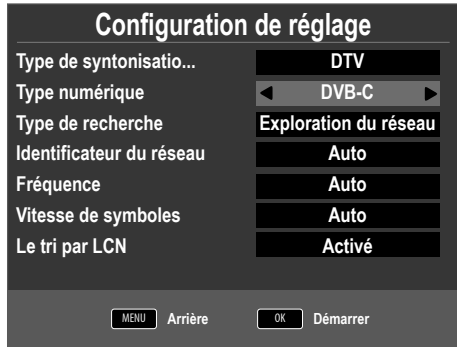 Configuration de réglage
Type de syntonisatio... DTV
Type numérique DVB-C
Type de recherche Exploration du réseau
Identificateur du réseau Auto
Fréquence Auto
Vitesse de symboles Auto
Le tri par LCN Activé
MENU Arrière OK Démarrer